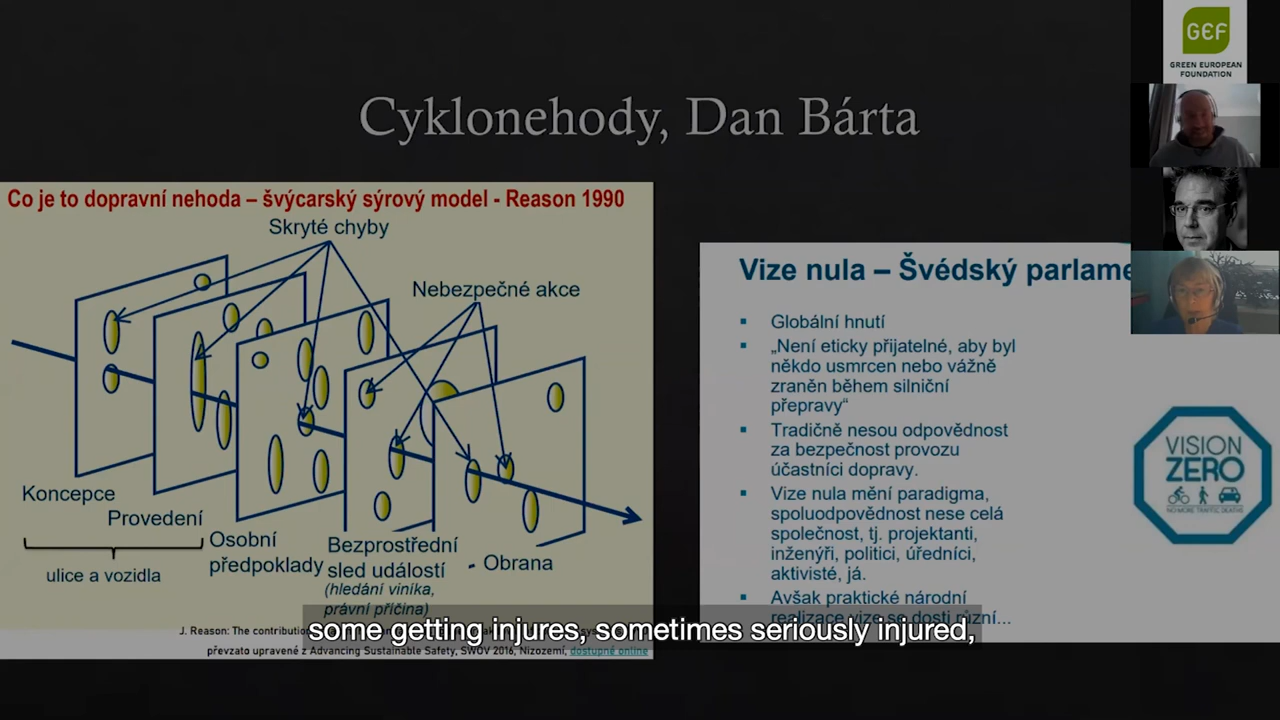 GEF
GREEN EUROPEAN
FOUNDATION
Cyklonehody, Dan Bárta
Co je to dopravní nehoda – švýcarský sýrový model - Reason 1990
Skryté chyby
Nebezpečné akce
Koncepce
Provedení
ulice a vozidla
Osobní
předpoklady
Bezprostřední
sled událostí
(hledání viníka,
právní příčina)
- Obrana
J. Reason: The contribution
převzato upravené z Advancing Sustainable Safety, SWOV 2016, Nizozemí, dostupné online
Vize nula – Švédský parlame
▪ Globální hnutí
▪ „Není eticky přijatelné, aby byl
někdo usmrcen nebo vážně
zraněn během silniční
přepravy“
▪ Tradičně nesou odpovědnost
za bezpečnost provozu
účastníci dopravy.
▪ Vize nula mění paradigma,
spoluodpovědnost nese celá
společnost, tj. projektanti,
inženýři, politici, úředníci,
aktivisté, já.
▪ Avšak praktické národní
realizace vize se dosti různí...
VISION
ZERO
NO MORE TRAFFIC DEATHS
some getting injures, sometimes seriously injured,